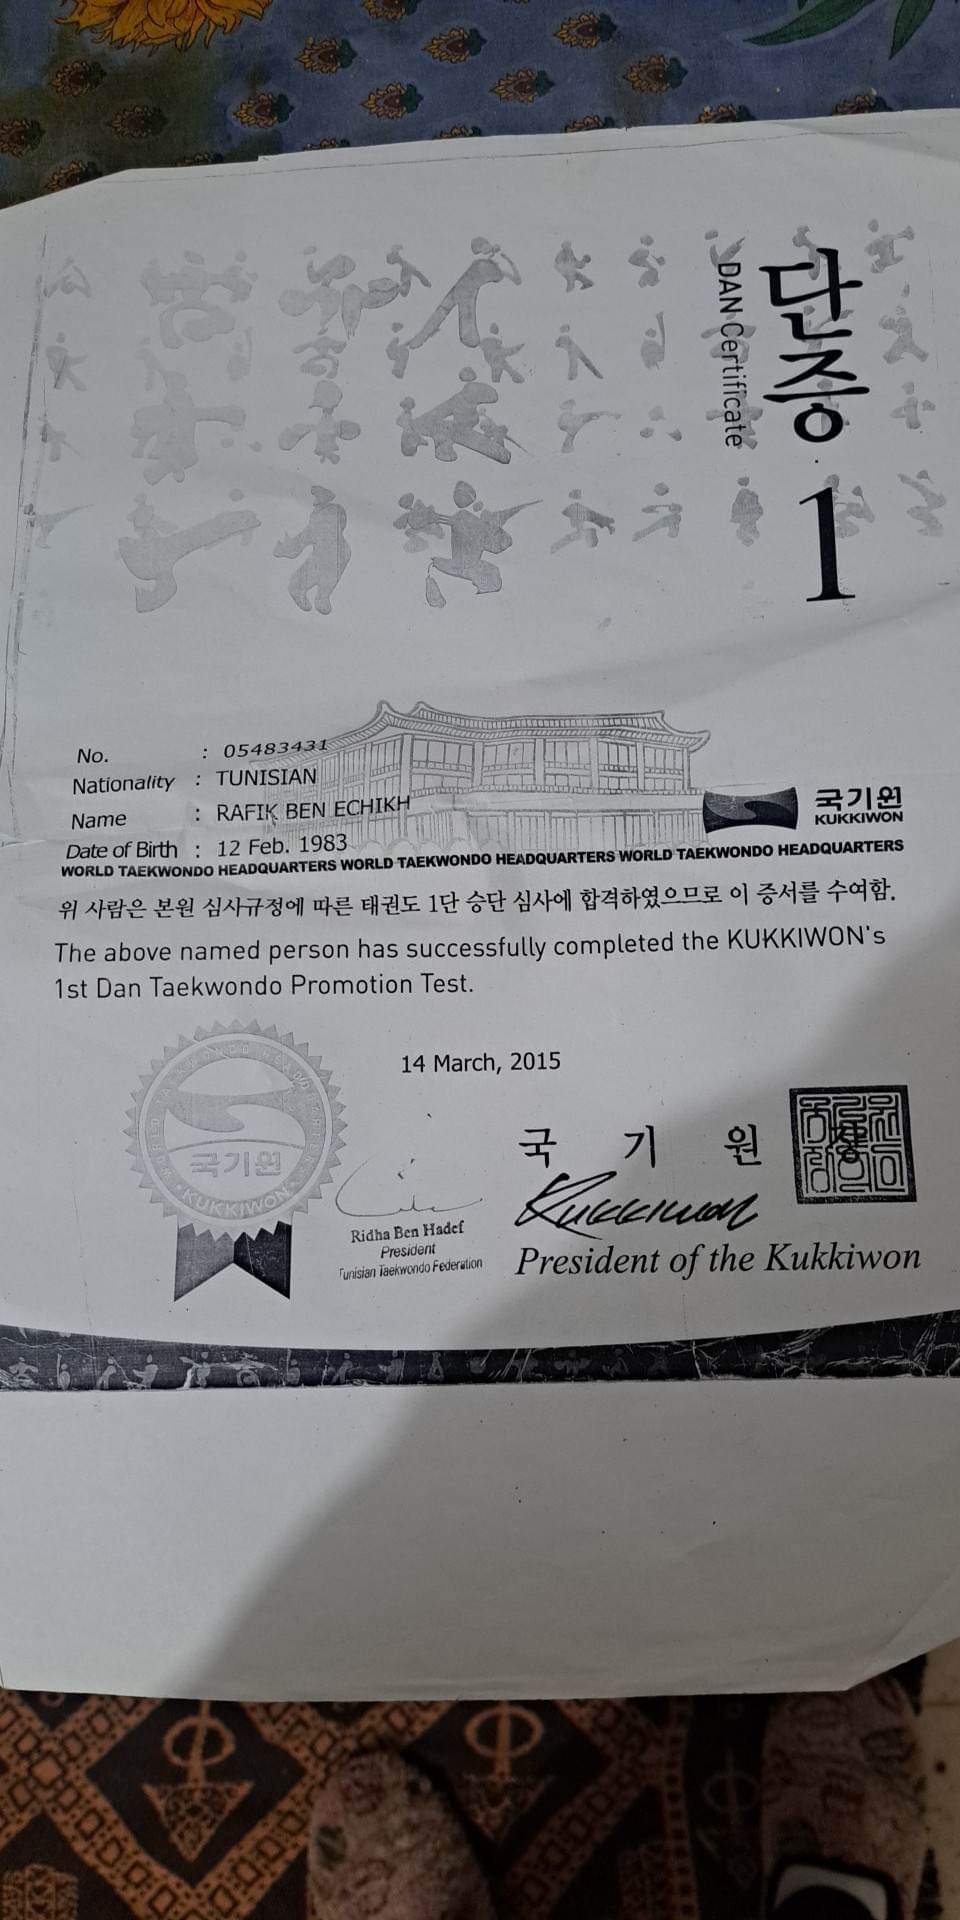 단증 · 1
DAN Certificate
No. : 05483431
Nationality : TUNISIAN
Name : RAFIK BEN ECHIKH
Date of Birth : 12 Feb. 1983
국기원
KUKKIWON
WORLD TAEKWONDO HEADQUARTERS WORLD TAEKWONDO HEADQUARTERS WORLD TAEKWONDO HEADQUARTERS
위 사람은 본원 심사규정에 따른 태권도 1단 승단 심사에 합격하였으므로 이 증서를 수여함.
The above named person has successfully completed the KUKKIWON's
1st Dan Taekwondo Promotion Test.
14 March, 2015
국기원
KUKKIWON
Ridha Ben Hadef
President
Tunisian Taekwondo Federation
국 기 원
Kukkiwon
President of the Kukkiwon